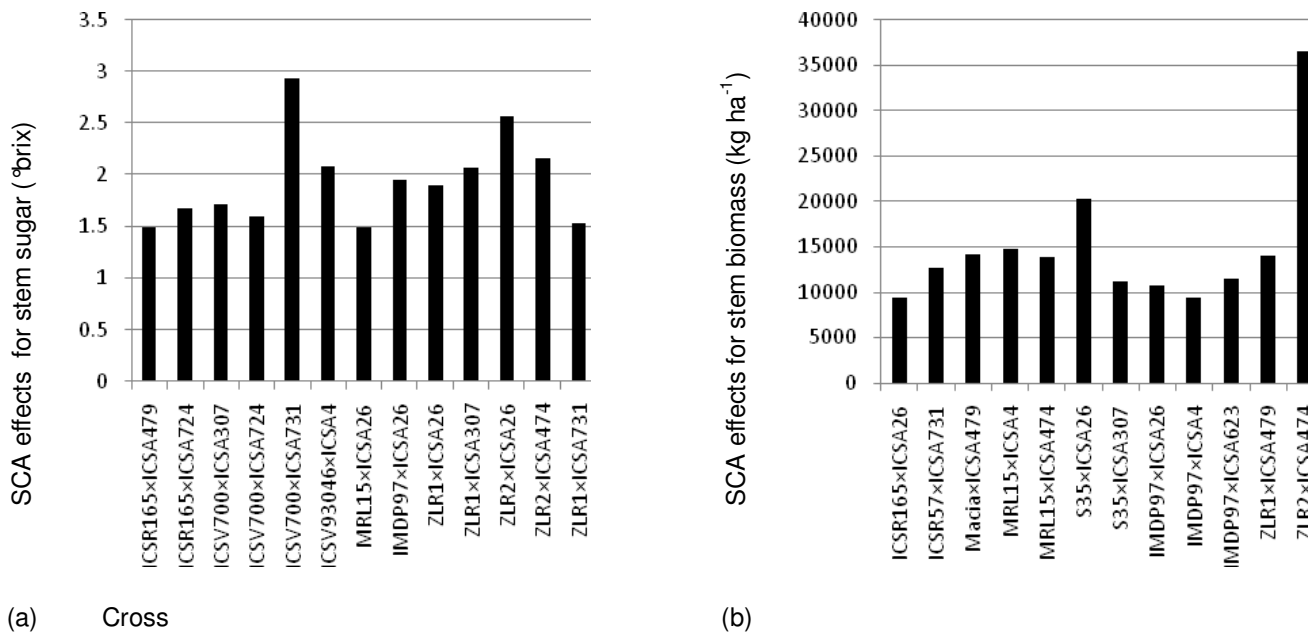 SCA effects for stem sugar (°brix)
3.5
3
2.5
2
1.5
1
0.5
0
ICSR165×ICSA479
ICSR165×ICSA724
ICSV700×ICSA307
ICSV700×ICSA724
ICSV700×ICSA731
ICSV93046×ICSA4
MRL15×ICSA26
IMDP97×ICSA26
ZLR1×ICSA26
ZLR1×ICSA307
ZLR2×ICSA26
ZLR2×ICSA474
ZLR1×ICSA731
(a) Cross
SCA effects for stem biomass (kg ha⁻¹)
40000
35000
30000
25000
20000
15000
10000
5000
0
ICSR165×ICSA26
ICSR57×ICSA731
Macia×ICSA479
MRL15×ICSA4
MRL15×ICSA474
S35×ICSA26
S35×ICSA307
IMDP97×ICSA26
IMDP97×ICSA4
IMDP97×ICSA623
ZLR1×ICSA479
ZLR2×ICSA474
(b)